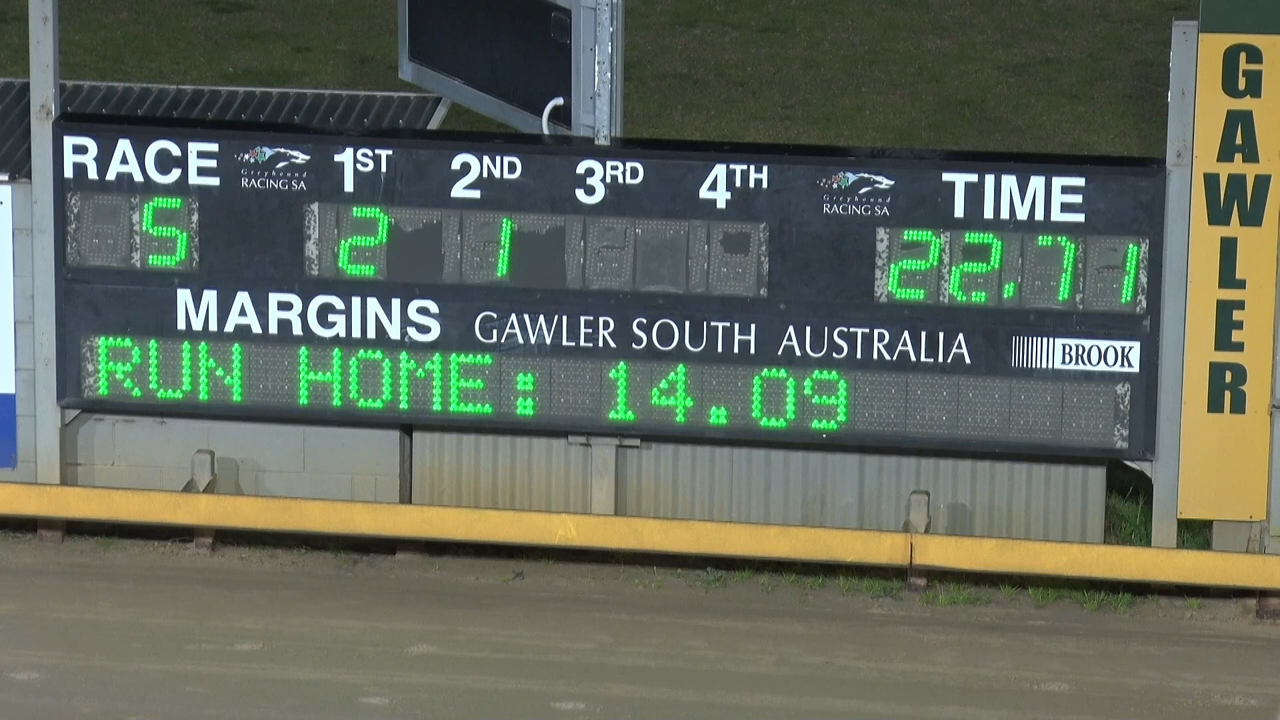 RACE 1ST 2ND 3RD 4TH TIME
Greyhound RACING SA
Greyhound RACING SA
5 2 1 22.71
MARGINS GAWLER SOUTH AUSTRALIA BROOK
RUN HOME: 14.09
GAWLER